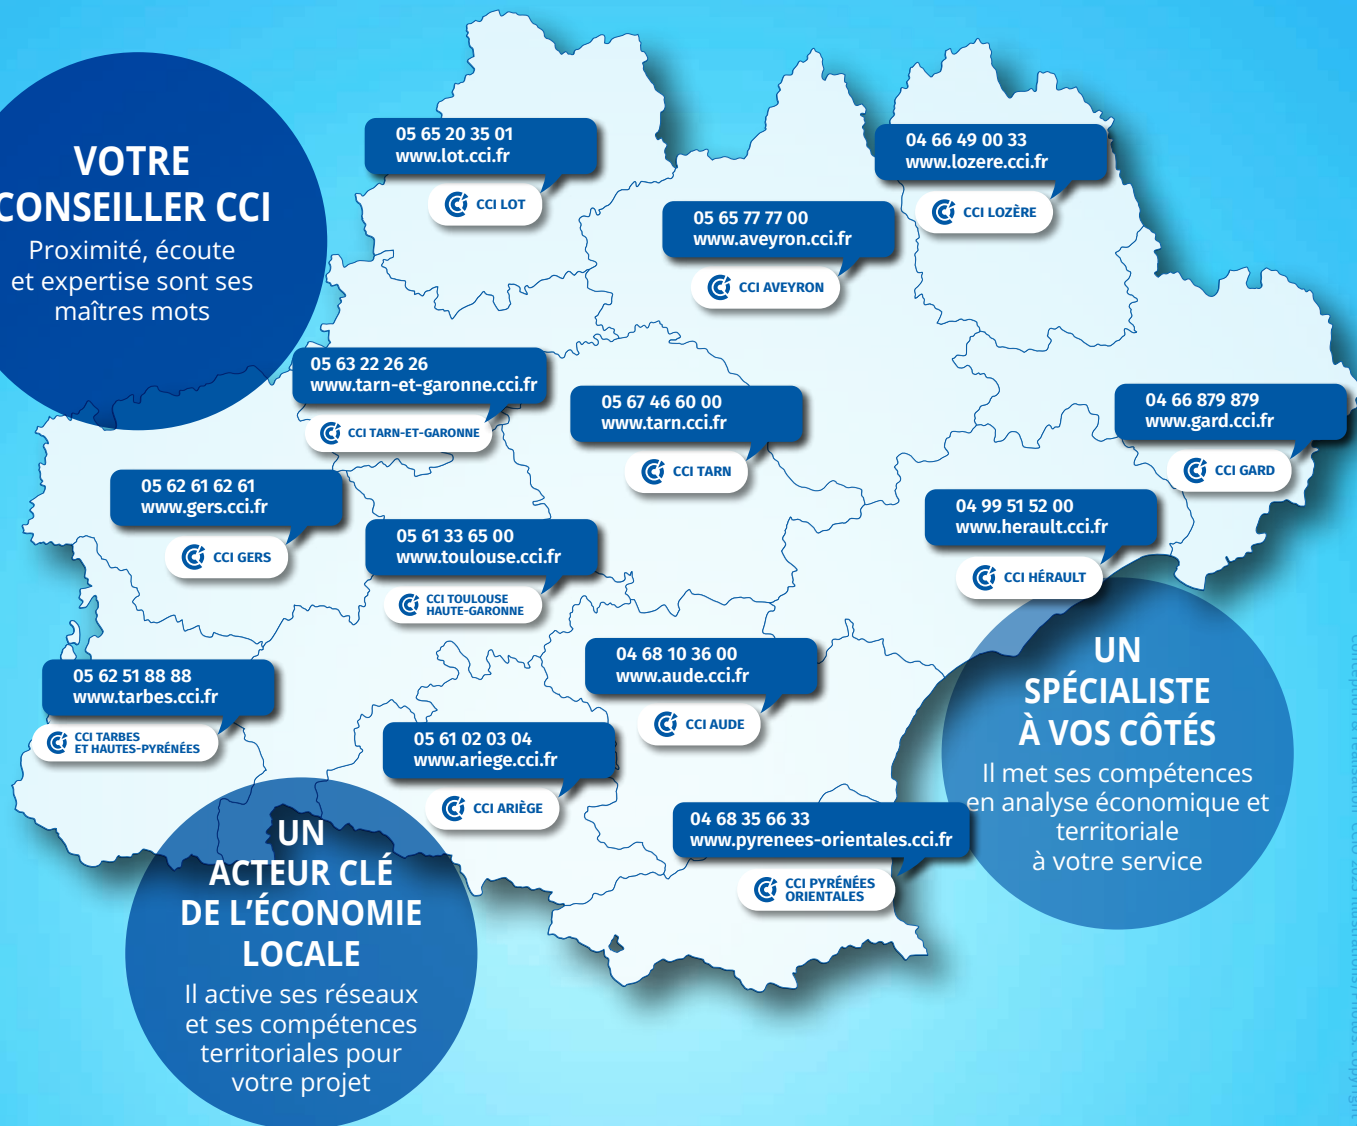 VOTRE
CONSEILLER CCI
Proximité, écoute
et expertise sont ses
maîtres mots
05 65 20 35 01
www.lot.cci.fr
CCI LOT
04 66 49 00 33
www.lozere.cci.fr
CCI LOZÈRE
05 65 77 77 00
www.aveyron.cci.fr
CCI AVEYRON
05 63 22 26 26
www.tarn-et-garonne.cci.fr
CCI TARN-ET-GARONNE
05 67 46 60 00
www.tarn.cci.fr
CCI TARN
04 66 879 879
www.gard.cci.fr
CCI GARD
05 62 61 62 61
www.gers.cci.fr
CCI GERS
05 61 33 65 00
www.toulouse.cci.fr
CCI TOULOUSE
HAUTE-GARONNE
04 99 51 52 00
www.herault.cci.fr
CCI HÉRAULT
05 62 51 88 88
www.tarbes.cci.fr
CCI TARBES
ET HAUTES-PYRÉNÉES
04 68 10 36 00
www.aude.cci.fr
CCI AUDE
05 61 02 03 04
www.ariege.cci.fr
CCI ARIÈGE
04 68 35 66 33
www.pyrenees-orientales.cci.fr
CCI PYRÉNÉES
ORIENTALES
UN
SPÉCIALISTE
À VOS CÔTÉS
Il met ses compétences
en analyse économique et
territoriale
à votre service
UN
ACTEUR CLÉ
DE L'ÉCONOMIE
LOCALE
Il active ses réseaux
et ses compétences
territoriales pour
votre projet